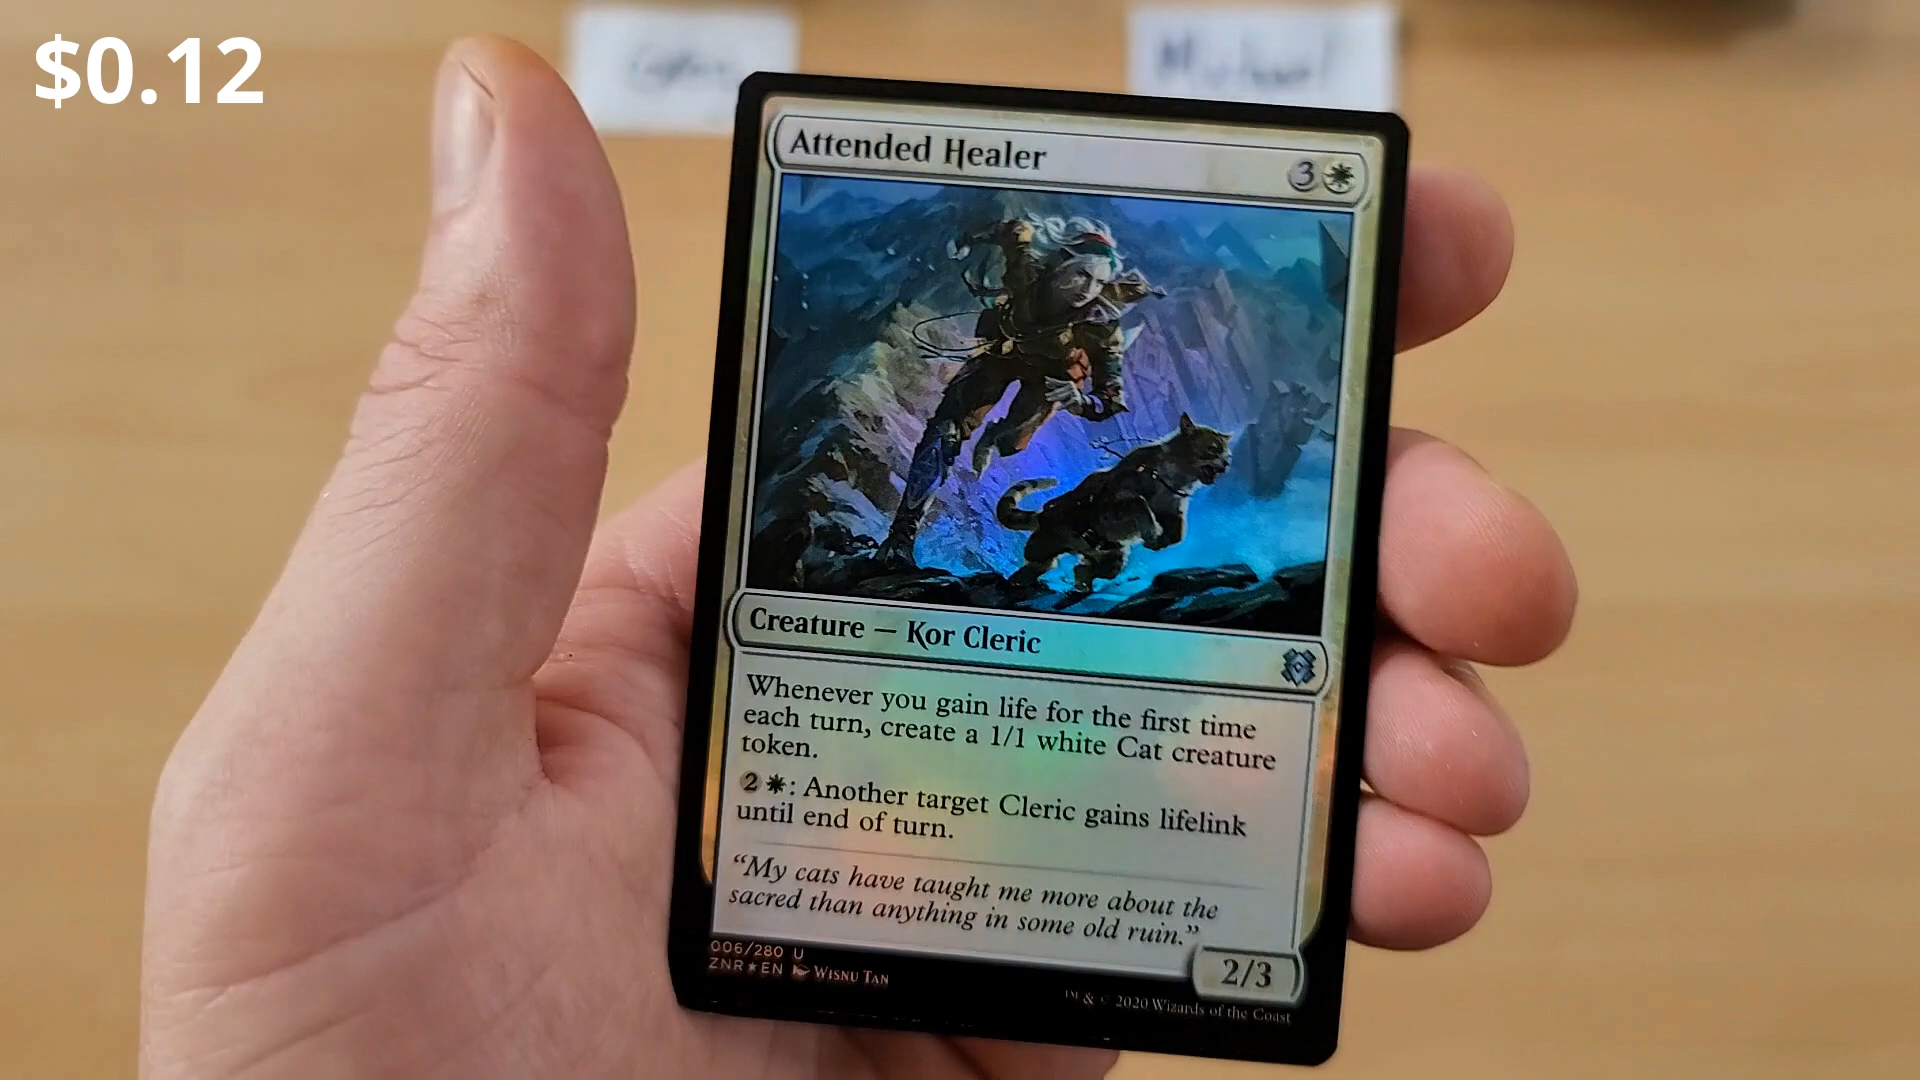 $0.12
Michael
Attended Healer
3
Creature — Kor Cleric
Whenever you gain life for the first time
each turn, create a 1/1 white Cat creature
token.
2 : Another target Cleric gains lifelink
until end of turn.
“My cats have taught me more about the
sacred than anything in some old ruin.”
2/3
006/280 U
ZNR★EN Wisnu Tan
™ & © 2020 Wizards of the Coast